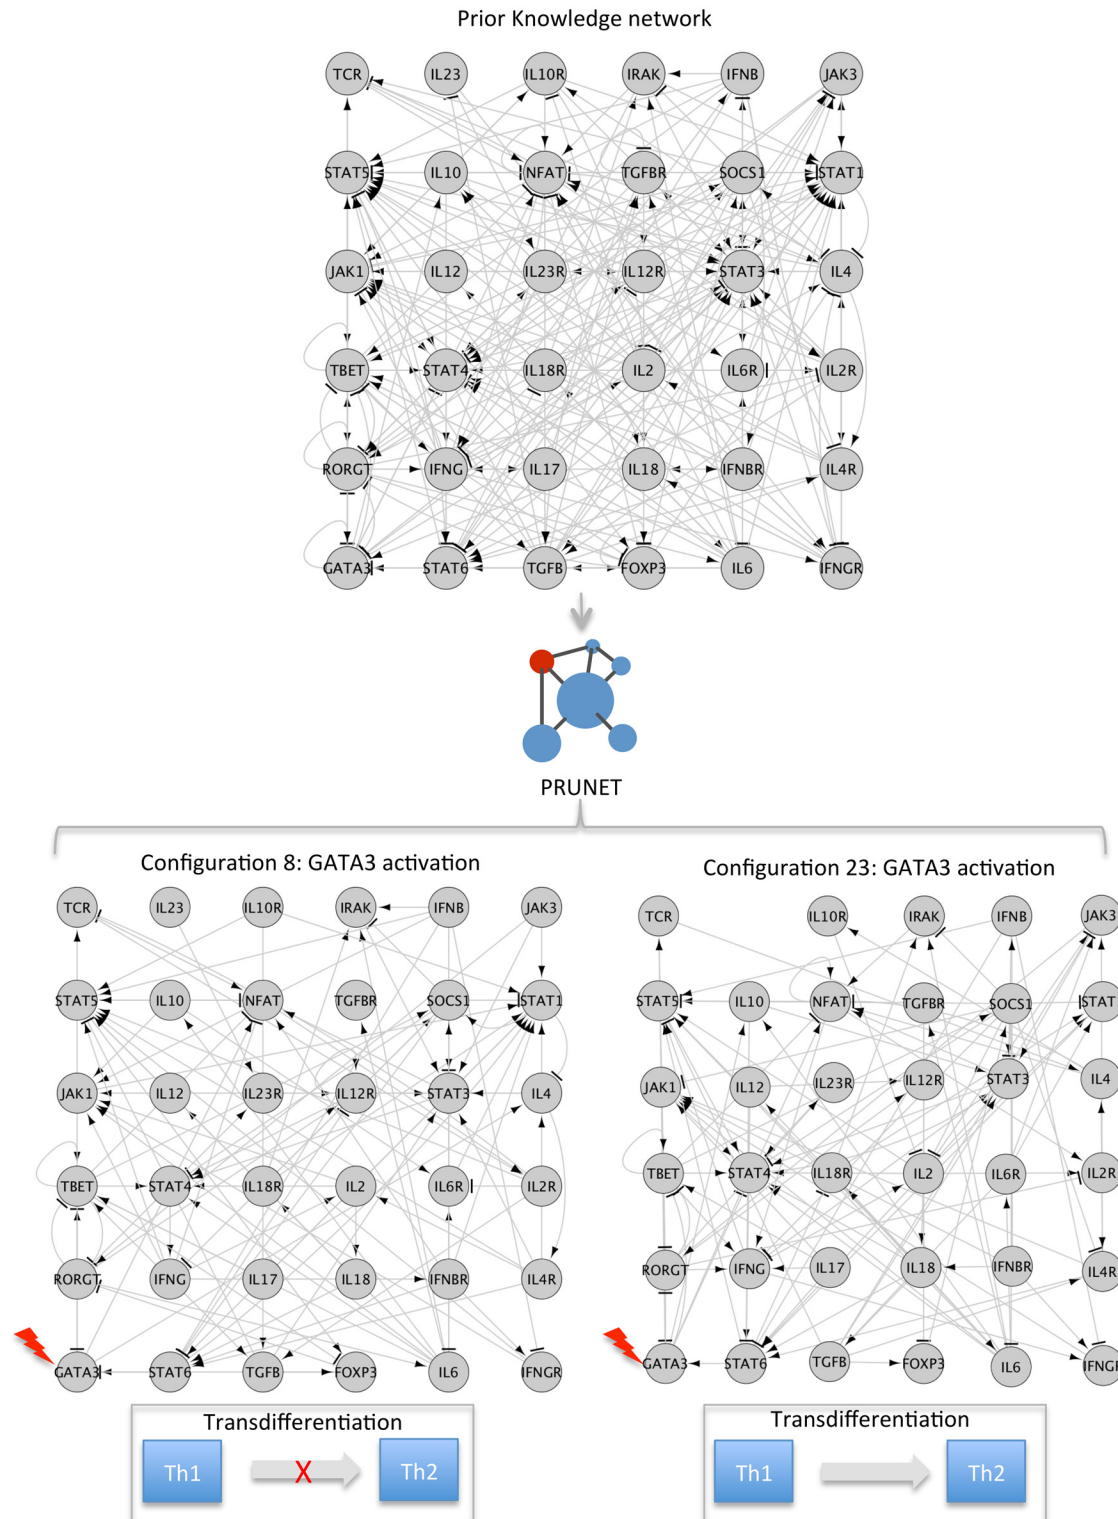 Prior Knowledge network
TCR IL23 IL10R IRAK IFNB JAK3
STAT5 IL10 NFAT TGFBR SOCS1 STAT1
JAK1 IL12 IL23R IL12R STAT3 IL4
TBET STAT4 IL18R IL2 IL6R IL2R
RORGT IFNG IL17 IL18 IFNBR IL4R
GATA3 STAT6 TGFB FOXP3 IL6 IFNGR
PRUNET
Configuration 8: GATA3 activation
TCR IL23 IL10R IRAK IFNB JAK3
STAT5 IL10 NFAT TGFBR SOCS1 STAT1
JAK1 IL12 IL23R IL12R STAT3 IL4
TBET STAT4 IL18R IL2 IL6R IL2R
RORGT IFNG IL17 IL18 IFNBR IL4R
GATA3 STAT6 TGFB FOXP3 IL6 IFNGR
Transdifferentiation
Th1 X Th2
Configuration 23: GATA3 activation
TCR IL10R IRAK IFNB JAK3
STAT5 IL10 NFAT TGFBR SOCS1 STAT
JAK1 IL12 IL23R IL12R STAT3 IL4
TBET STAT4 IL18R IL2 IL6R IL2R
RORGT IFNG IL17 IL18 IFNBR IL4R
GATA3 STAT6 TGFB FOXP3 IL6 IFNGF
Transdifferentiation
Th1 Th2